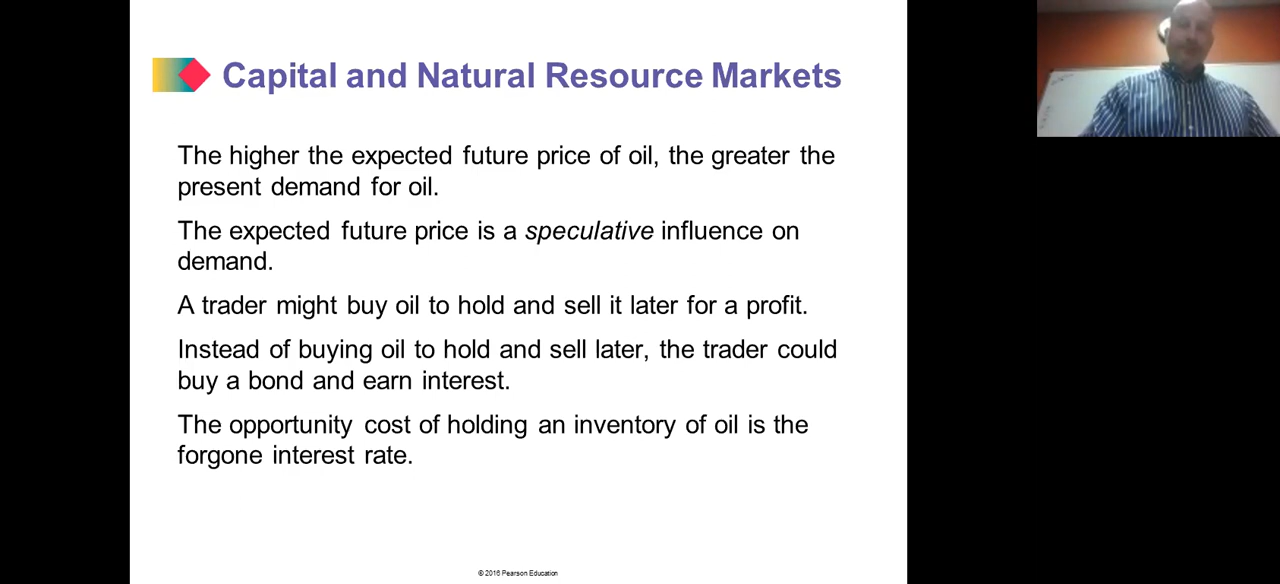 Capital and Natural Resource Markets
The higher the expected future price of oil, the greater the
present demand for oil.
The expected future price is a speculative influence on
demand.
A trader might buy oil to hold and sell it later for a profit.
Instead of buying oil to hold and sell later, the trader could
buy a bond and earn interest.
The opportunity cost of holding an inventory of oil is the
forgone interest rate.
© 2016 Pearson Education